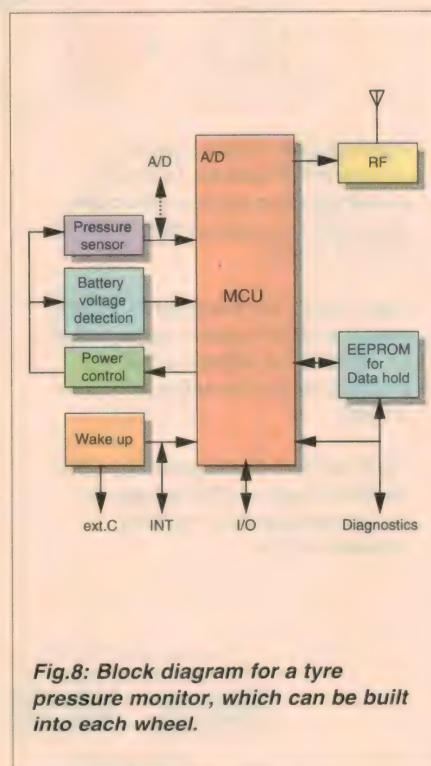 A/D
A/D
RF
Pressure
sensor
Battery
voltage
detection
MCU
EEPROM
for
Data hold
Power
control
Wake up
ext.C
INT
I/O
Diagnostics
Fig.8: Block diagram for a tyre
pressure monitor, which can be built
into each wheel.